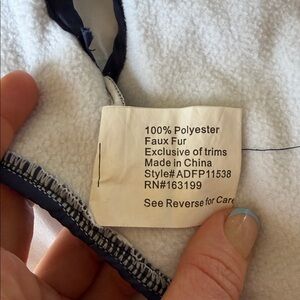 100% Polyester
Faux Fur
Exclusive of trims
Made in China
Style#ADFP11538
RN#163199
See Reverse for Care